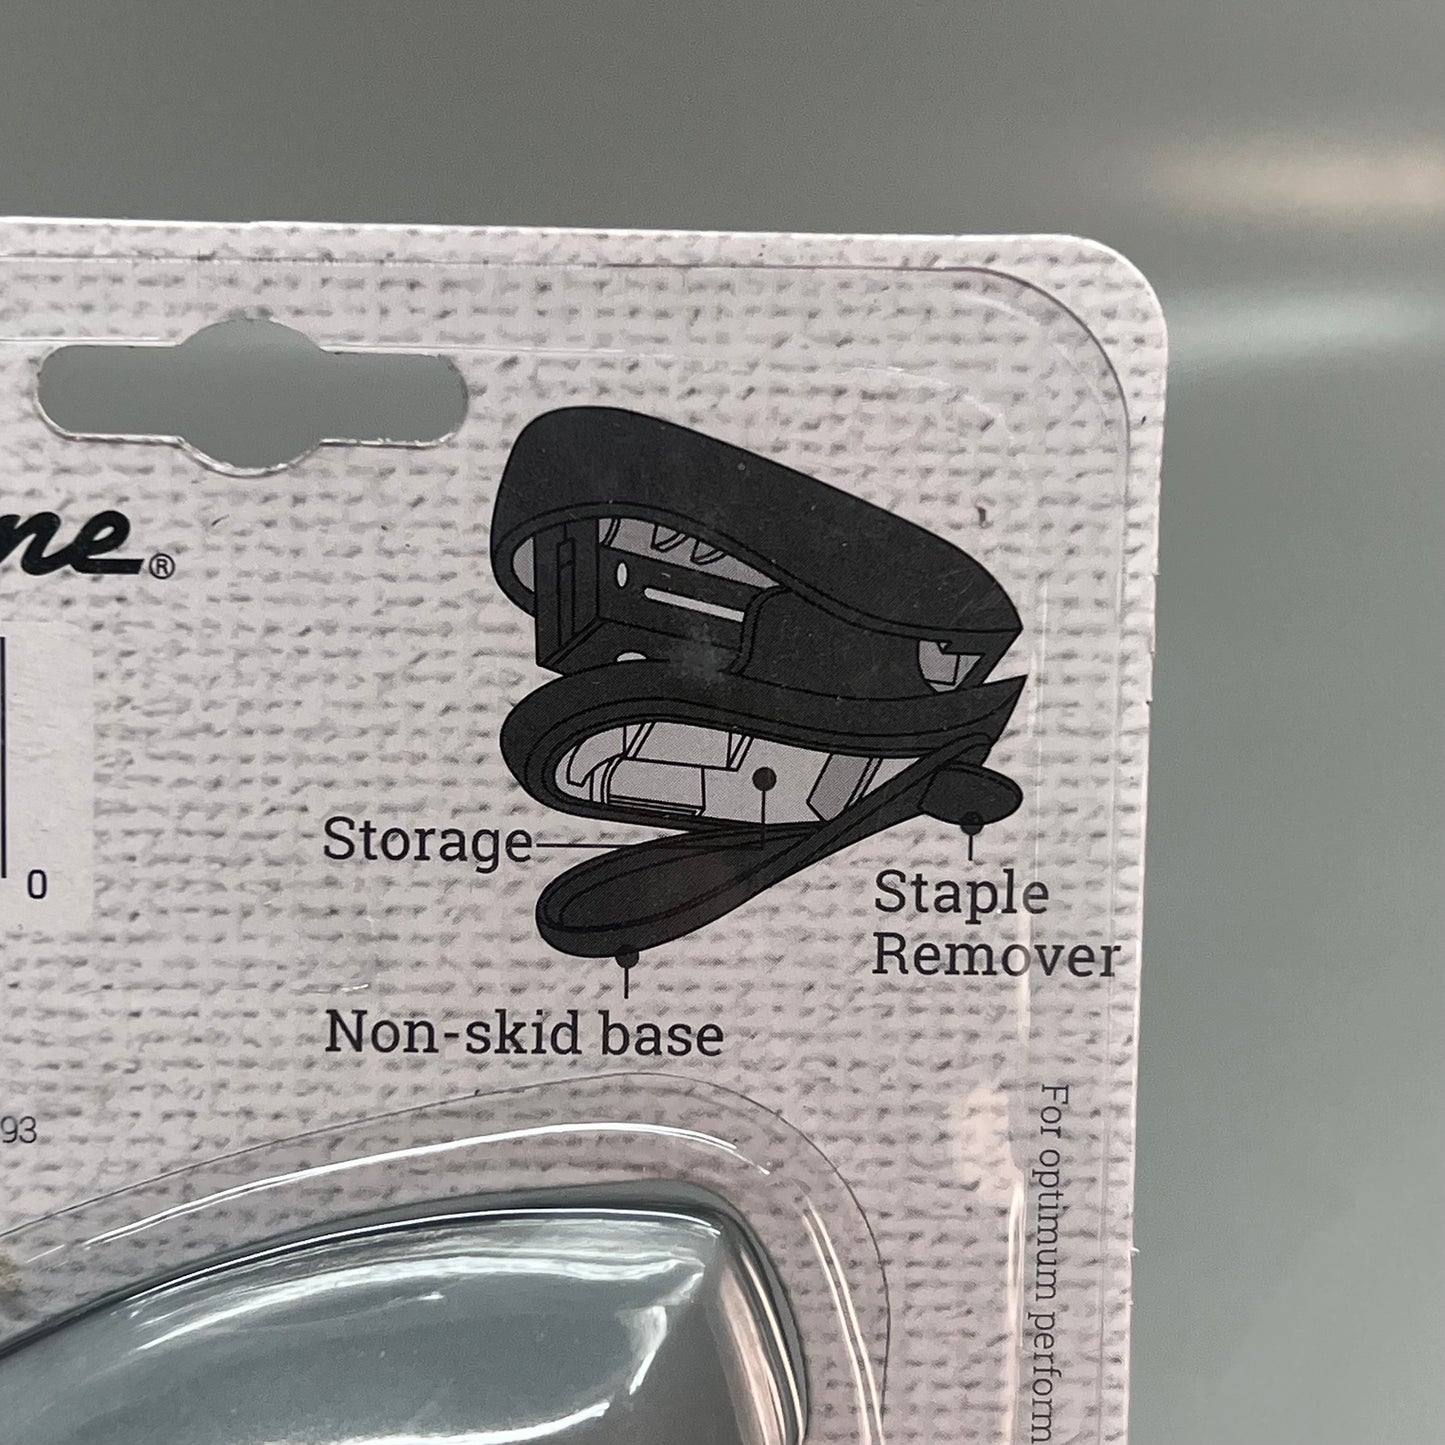 ne®
0
Storage
Staple
Remover
Non-skid base
93
For optimum perform